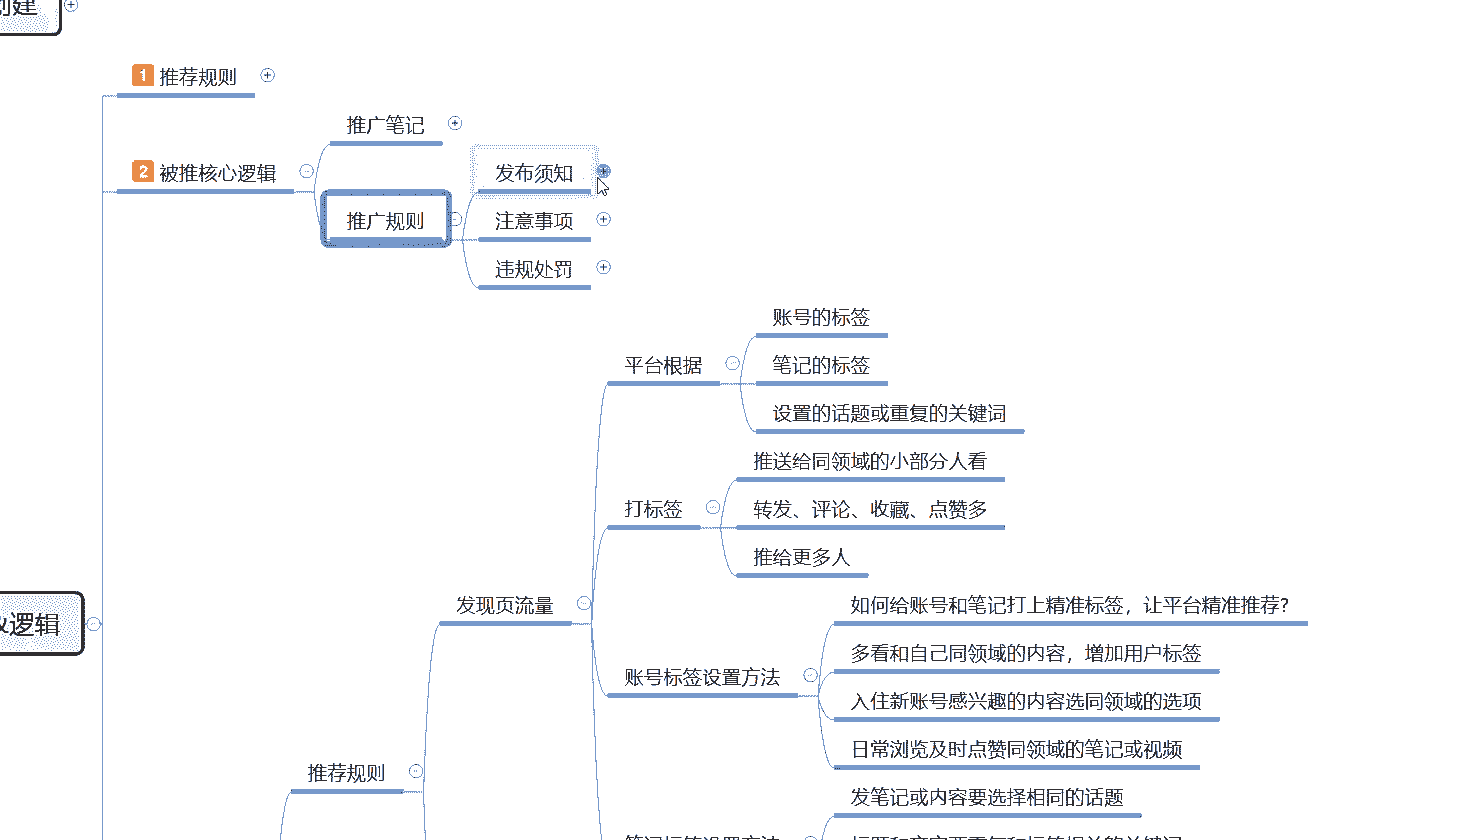 创建
1 推荐规则
推广笔记
2 被推核心逻辑
发布须知
推广规则
注意事项
违规处罚
账号的标签
平台根据
笔记的标签
设置的话题或重复的关键词
推送给同领域的小部分人看
打标签
转发、评论、收藏、点赞多
推给更多人
发现页流量
如何给账号和笔记打上精准标签，让平台精准推荐？
逻辑
多看和自己同领域的内容，增加用户标签
账号标签设置方法
入住新账号感兴趣的内容选同领域的选项
日常浏览及时点赞同领域的笔记或视频
推荐规则
发笔记或内容要选择相同的话题